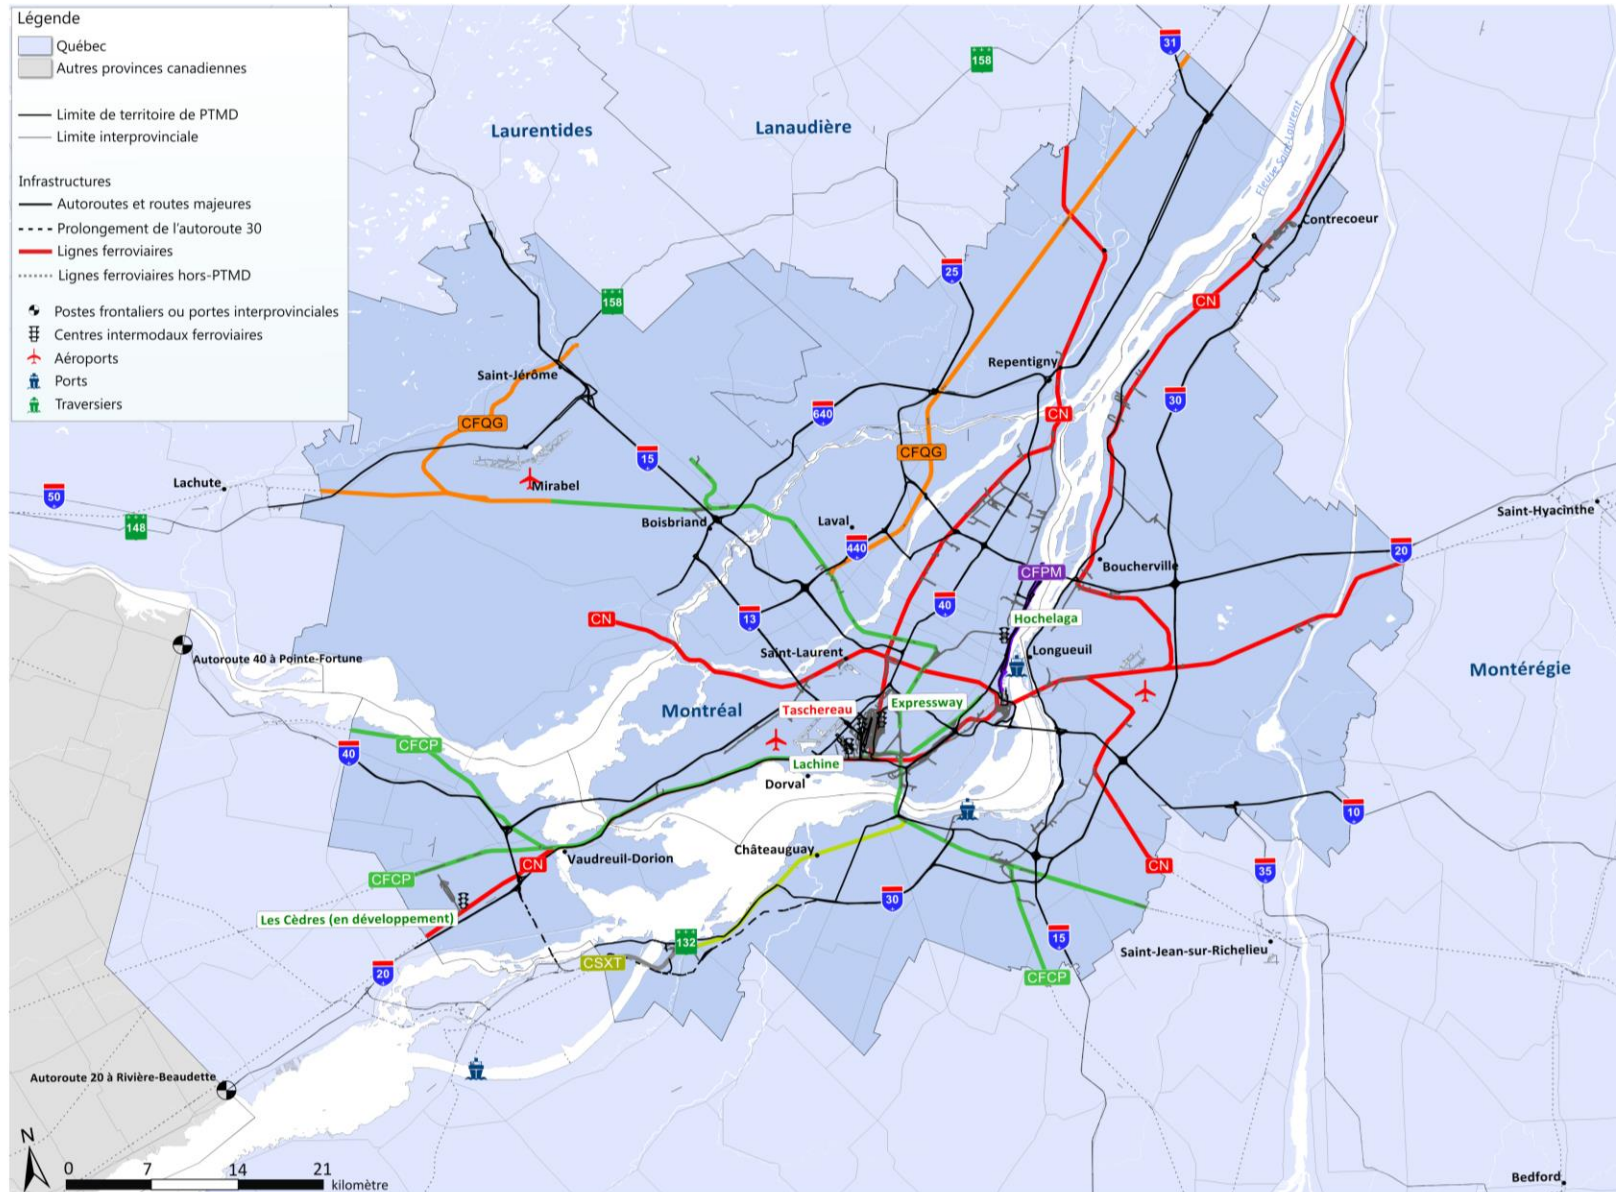 Légende
Québec
Autres provinces canadiennes
Limite de territoire de PTMD
Limite interprovinciale
Infrastructures
Autoroutes et routes majeures
Prolongement de l'autoroute 30
Lignes ferroviaires
Lignes ferroviaires hors-PTMD
Postes frontaliers ou portes interprovinciales
Centres intermodaux ferroviaires
Aéroports
Ports
Traversiers
31
158
Laurentides
Lanaudière
Fleuve Saint-Laurent
Contrecoeur
25
158
CN
Repentigny
Saint-Jérôme
30
640
CN
CFQG
CFQG
15
Lachute
Mirabel
50
148
Boisbriand
Laval
440
Saint-Hyacinthe
20
Boucherville
CFPM
40
13
CN
Hochelaga
Saint-Laurent
Longueuil
Autoroute 40 à Pointe-Fortune
Montérégie
Montréal
Taschereau
Expressway
CFCP
40
Lachine
Dorval
10
Châteauguay
Vaudreuil-Dorion
CN
CN
35
CFCP
30
Les Cèdres (en développement)
132
15
Saint-Jean-sur-Richelieu
CSXT
20
CFCP
Autoroute 20 à Rivière-Beaudette
N
0 7 14 21
kilomètre
Bedford